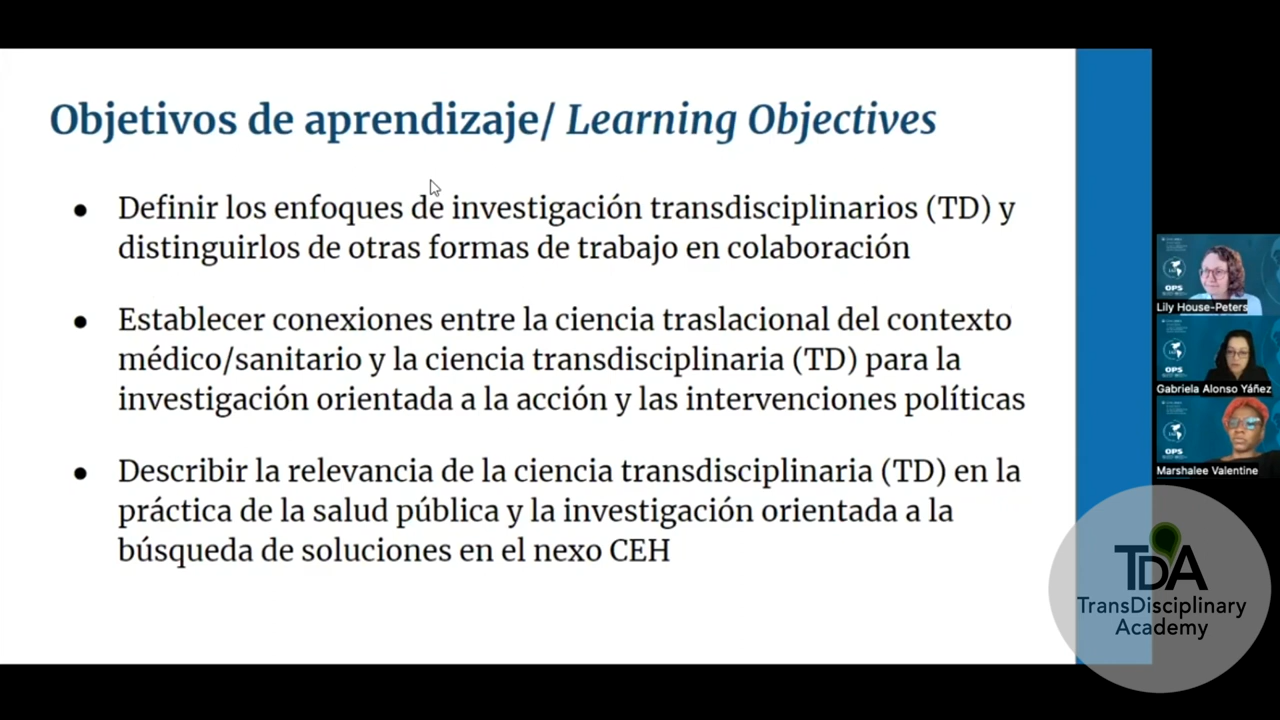 Objetivos de aprendizaje/ Learning Objectives
● Definir los enfoques de investigación transdisciplinarios (TD) y
distinguirlos de otras formas de trabajo en colaboración
● Establecer conexiones entre la ciencia traslacional del contexto
médico/sanitario y la ciencia transdisciplinaria (TD) para la
investigación orientada a la acción y las intervenciones políticas
● Describir la relevancia de la ciencia transdisciplinaria (TD) en la
práctica de la salud pública y la investigación orientada a la
búsqueda de soluciones en el nexo CEH
OPS
Lily House-Peters
OPS
Gabriela Alonso Yáñez
OPS
Marshalee Valentine
TDA
TransDisciplinary
Academy